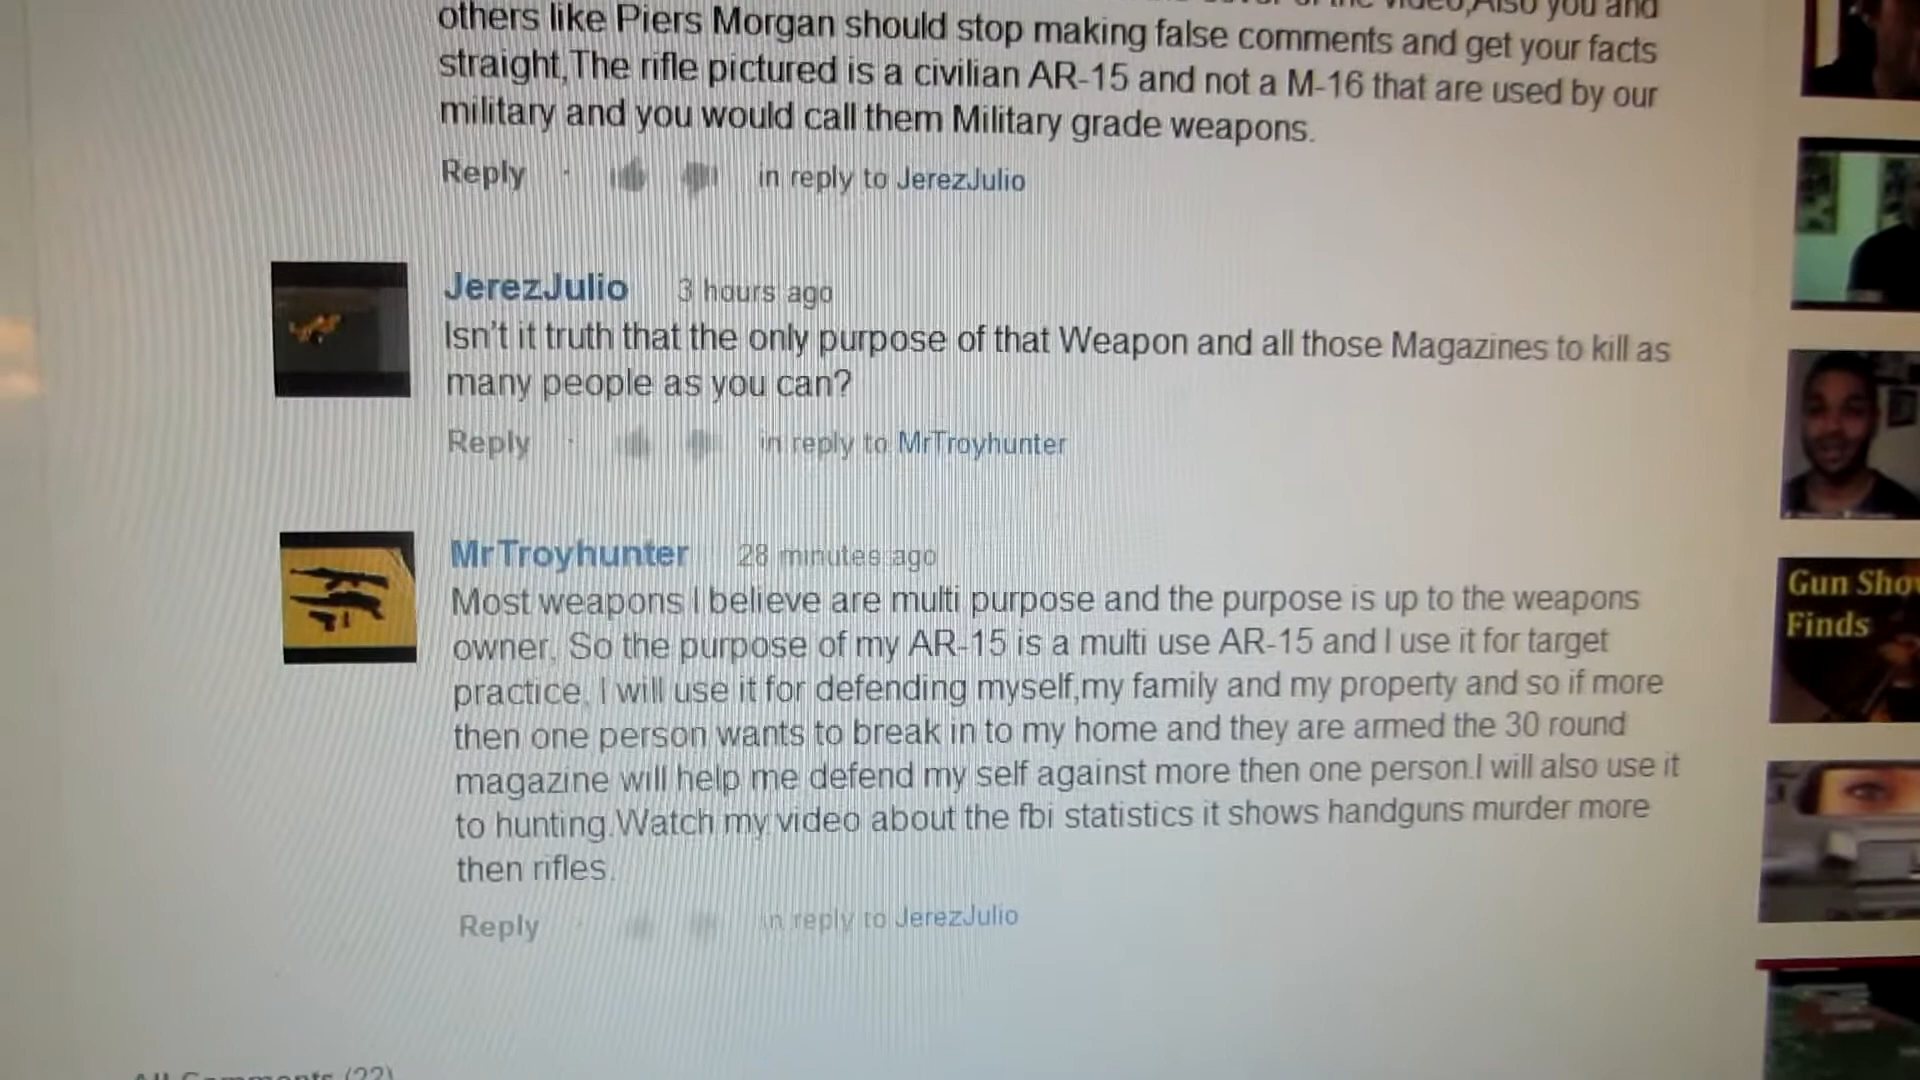 others like Piers Morgan should stop making false comments and get your facts
straight,The rifle pictured is a civilian AR-15 and not a M-16 that are used by our
military and you would call them Military grade weapons.
Reply · in reply to JerezJulio
JerezJulio 3 hours ago
Isn't it truth that the only purpose of that Weapon and all those Magazines to kill as
many people as you can?
Reply · in reply to MrTroyhunter
MrTroyhunter 28 minutes ago
Most weapons I believe are multi purpose and the purpose is up to the weapons
owner. So the purpose of my AR-15 is a multi use AR-15 and I use it for target
practice. I will use it for defending myself,my family and my property and so if more
then one person wants to break in to my home and they are armed the 30 round
magazine will help me defend my self against more then one person.I will also use it
to hunting.Watch my video about the fbi statistics it shows handguns murder more
then rifles.
Reply · in reply to JerezJulio
Gun Sho
Finds
All Comments (22)